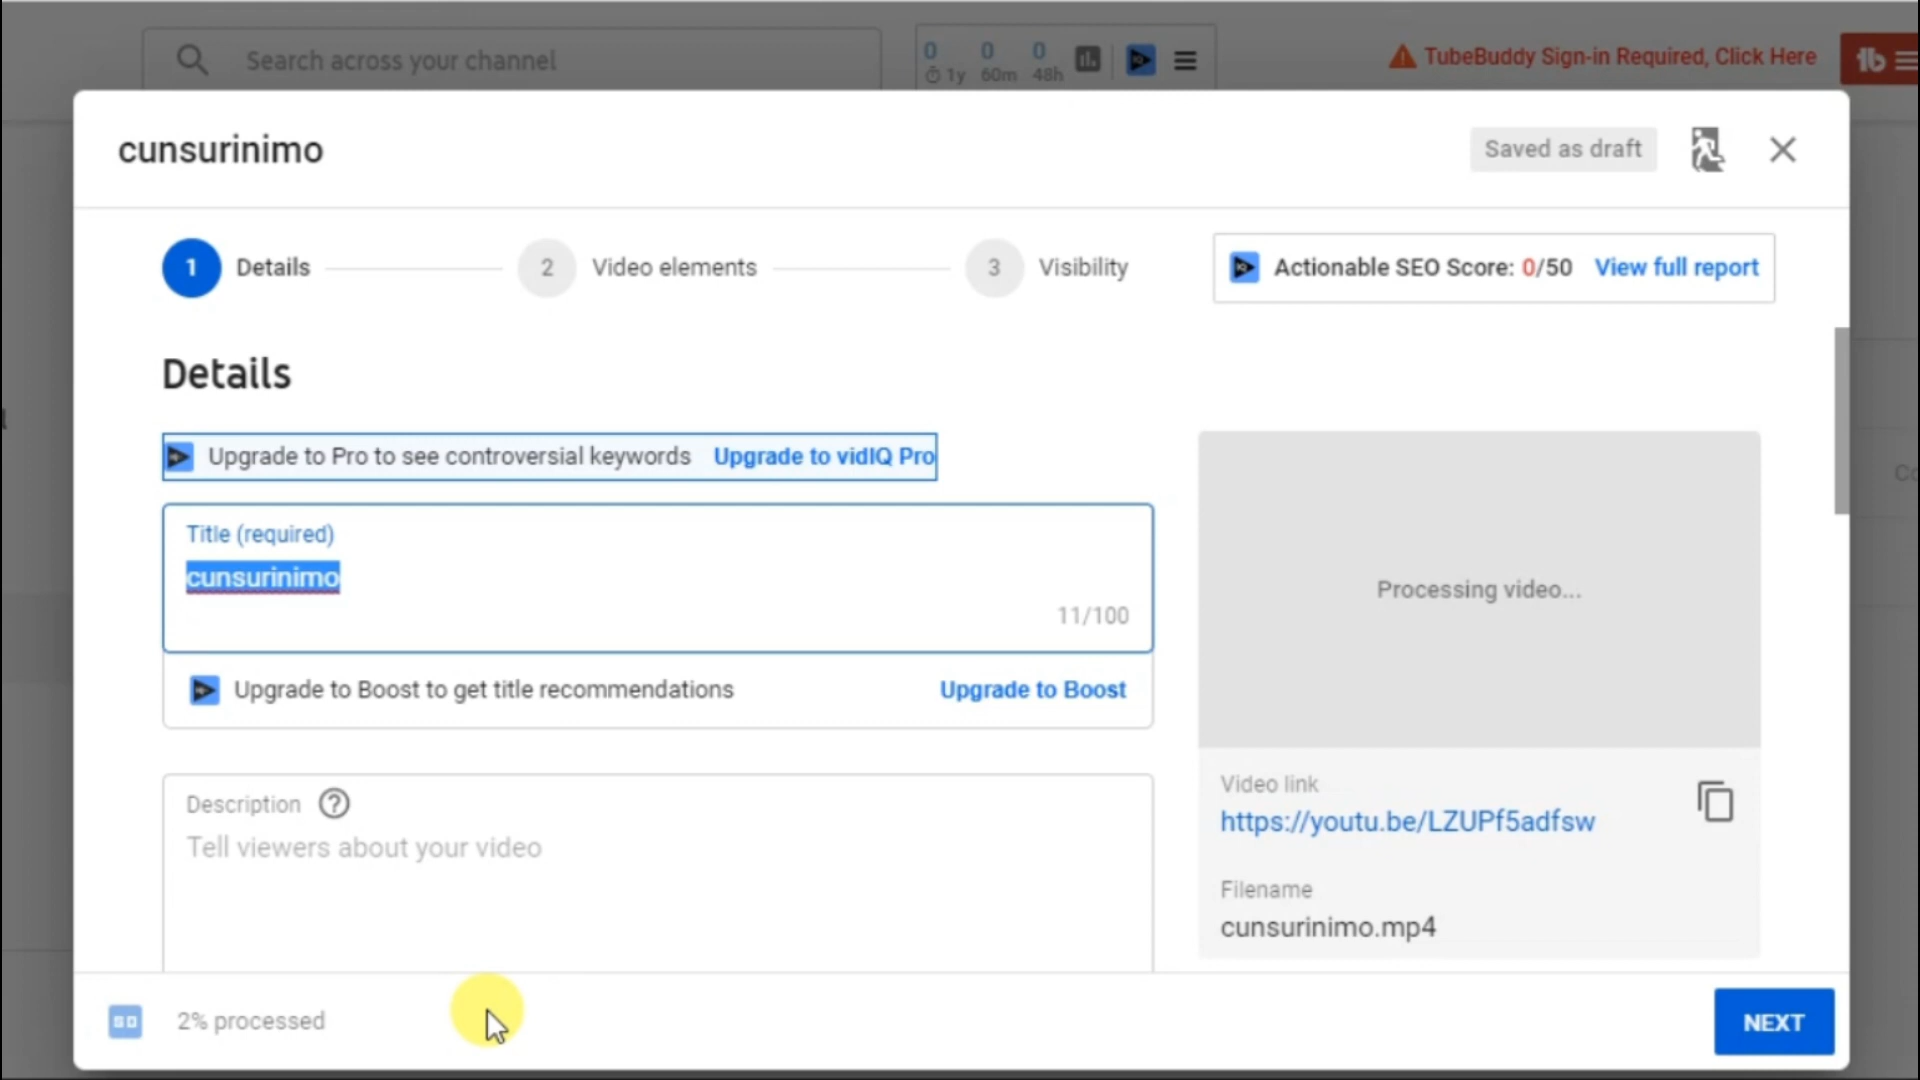 Search across your channel
0 0 0
1y 60m 48h
TubeBuddy Sign-in Required, Click Here
tb
cunsurinimo
Saved as draft
1 Details
2 Video elements
3 Visibility
Actionable SEO Score: 0/50 View full report
Details
Upgrade to Pro to see controversial keywords Upgrade to vidIQ Pro
Title (required)
cunsurinimo
11/100
Upgrade to Boost to get title recommendations Upgrade to Boost
Processing video...
Description
Tell viewers about your video
Video link
https://youtu.be/LZUPf5adfsw
Filename
cunsurinimo.mp4
SD 2% processed
NEXT